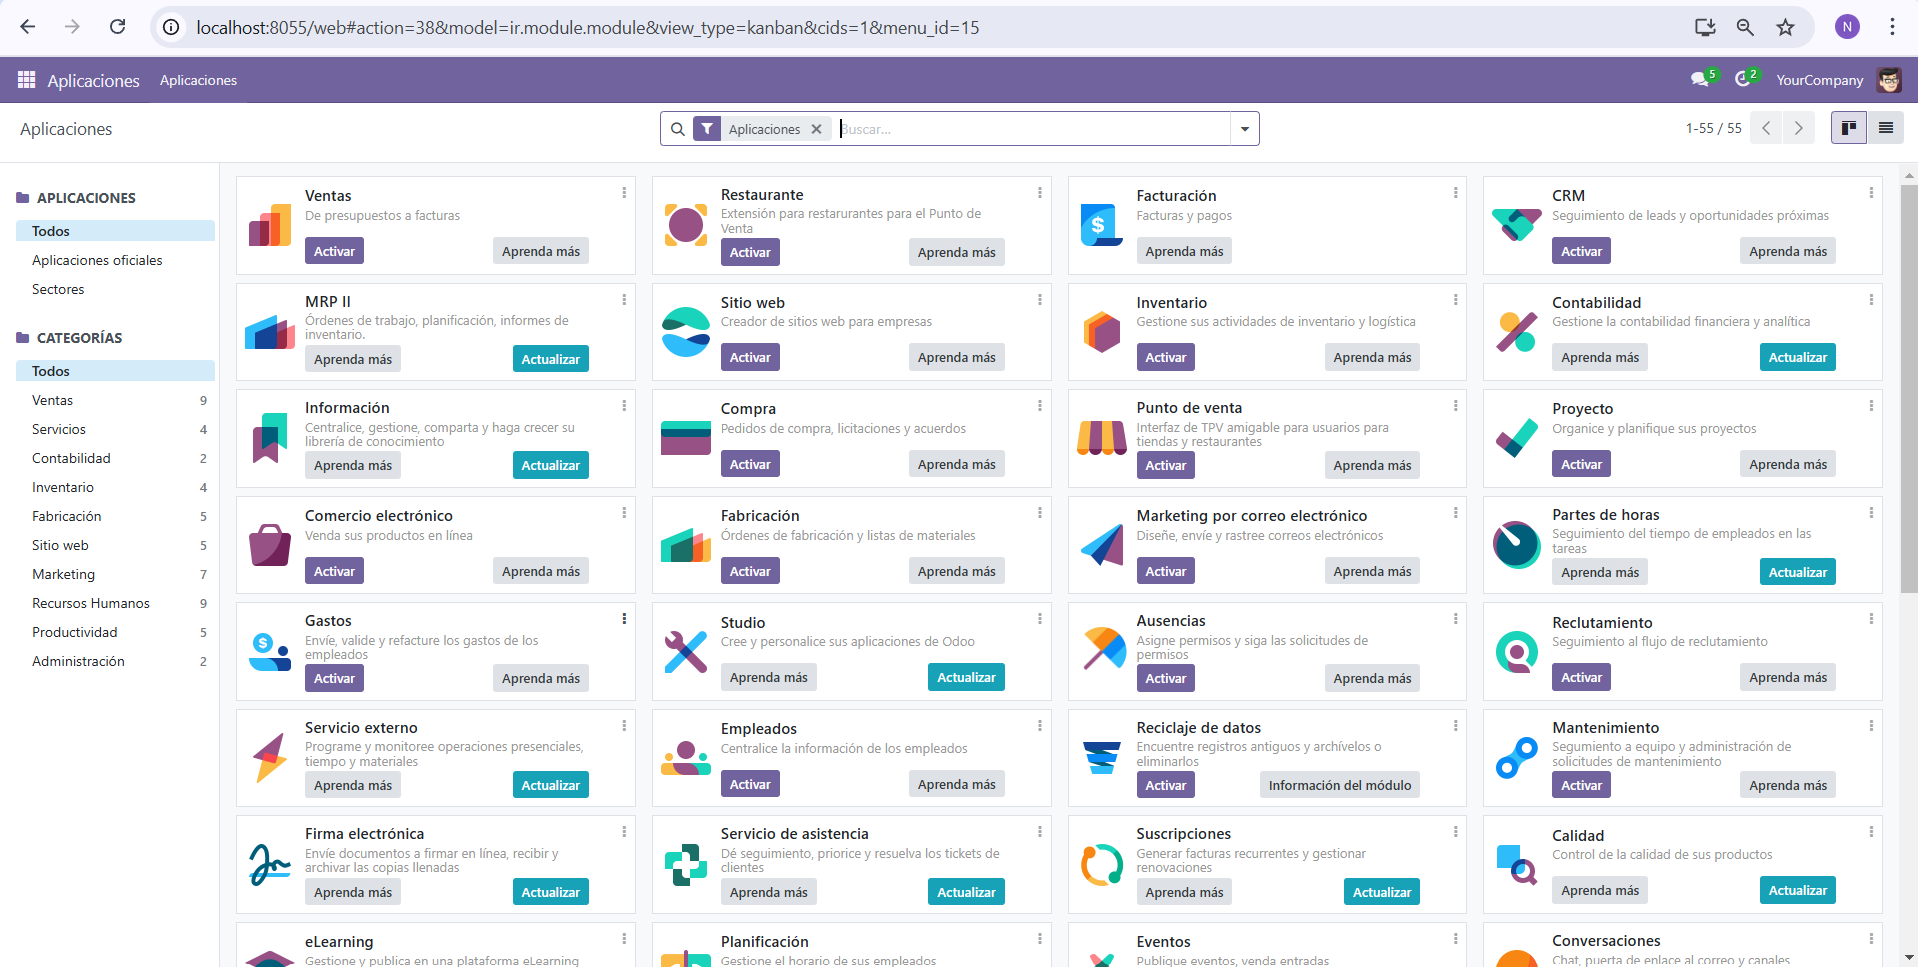 localhost:8055/web#action=38&model=ir.module.module&view_type=kanban&cids=1&menu_id=15
N
Aplicaciones
Aplicaciones
5
2
YourCompany
Aplicaciones
Aplicaciones
Buscar...
1-55 / 55
APLICACIONES
Todos
Aplicaciones oficiales
Sectores
CATEGORÍAS
Todos
Ventas 9
Servicios 4
Contabilidad 2
Inventario 4
Fabricación 5
Sitio web 5
Marketing 7
Recursos Humanos 9
Productividad 5
Administración 2
Ventas
De presupuestos a facturas
Activar
Aprenda más
Restaurante
Extensión para restarurantes para el Punto de
Venta
Activar
Aprenda más
Facturación
Facturas y pagos
Aprenda más
CRM
Seguimiento de leads y oportunidades próximas
Activar
Aprenda más
MRP II
Órdenes de trabajo, planificación, informes de
inventario.
Aprenda más
Actualizar
Sitio web
Creador de sitios web para empresas
Activar
Aprenda más
Inventario
Gestione sus actividades de inventario y logística
Activar
Aprenda más
Contabilidad
Gestione la contabilidad financiera y analítica
Aprenda más
Actualizar
Información
Centralice, gestione, comparta y haga crecer su
librería de conocimiento
Aprenda más
Actualizar
Compra
Pedidos de compra, licitaciones y acuerdos
Activar
Aprenda más
Punto de venta
Interfaz de TPV amigable para usuarios para
tiendas y restaurantes
Activar
Aprenda más
Proyecto
Organice y planifique sus proyectos
Activar
Aprenda más
Comercio electrónico
Venda sus productos en línea
Activar
Aprenda más
Fabricación
Órdenes de fabricación y listas de materiales
Activar
Aprenda más
Marketing por correo electrónico
Diseñe, envíe y rastree correos electrónicos
Activar
Aprenda más
Partes de horas
Seguimiento del tiempo de empleados en las
tareas
Aprenda más
Actualizar
Gastos
Envíe, valide y refacture los gastos de los
empleados
Activar
Aprenda más
Studio
Cree y personalice sus aplicaciones de Odoo
Aprenda más
Actualizar
Ausencias
Asigne permisos y siga las solicitudes de
permisos
Activar
Aprenda más
Reclutamiento
Seguimiento al flujo de reclutamiento
Activar
Aprenda más
Servicio externo
Programe y monitoree operaciones presenciales,
tiempo y materiales
Aprenda más
Actualizar
Empleados
Centralice la información de los empleados
Activar
Aprenda más
Reciclaje de datos
Encuentre registros antiguos y archívelos o
eliminarlos
Activar
Información del módulo
Mantenimiento
Segumiento a equipo y administración de
solicitudes de mantenimiento
Activar
Aprenda más
Firma electrónica
Envíe documentos a firmar en línea, recibir y
archivar las copias llenadas
Aprenda más
Actualizar
Servicio de asistencia
Dé seguimiento, priorice y resuelva los tickets de
clientes
Aprenda más
Actualizar
Suscripciones
Generar facturas recurrentes y gestionar
renovaciones
Aprenda más
Actualizar
Calidad
Control de la calidad de sus productos
Aprenda más
Actualizar
eLearning
Gestione y publica en una plataforma eLearning
Planificación
Gestione el horario de sus empleados
Eventos
Publique eventos, venda entradas
Conversaciones
Chat, puerta de enlace al correo y canales